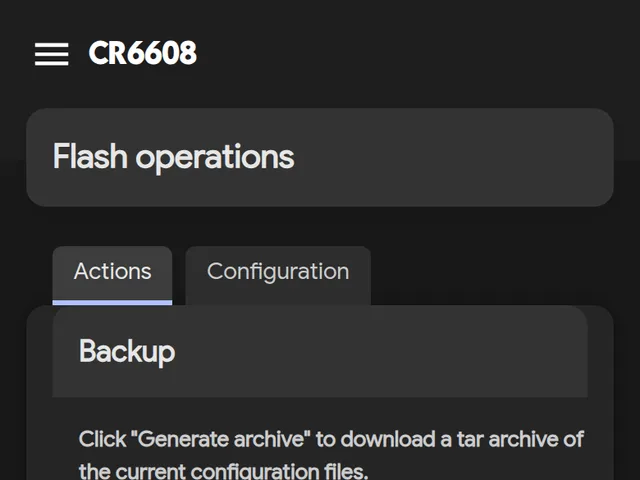 CR6608
Flash operations
Actions
Configuration
Backup
Click "Generate archive" to download a tar archive of
the current configuration files.